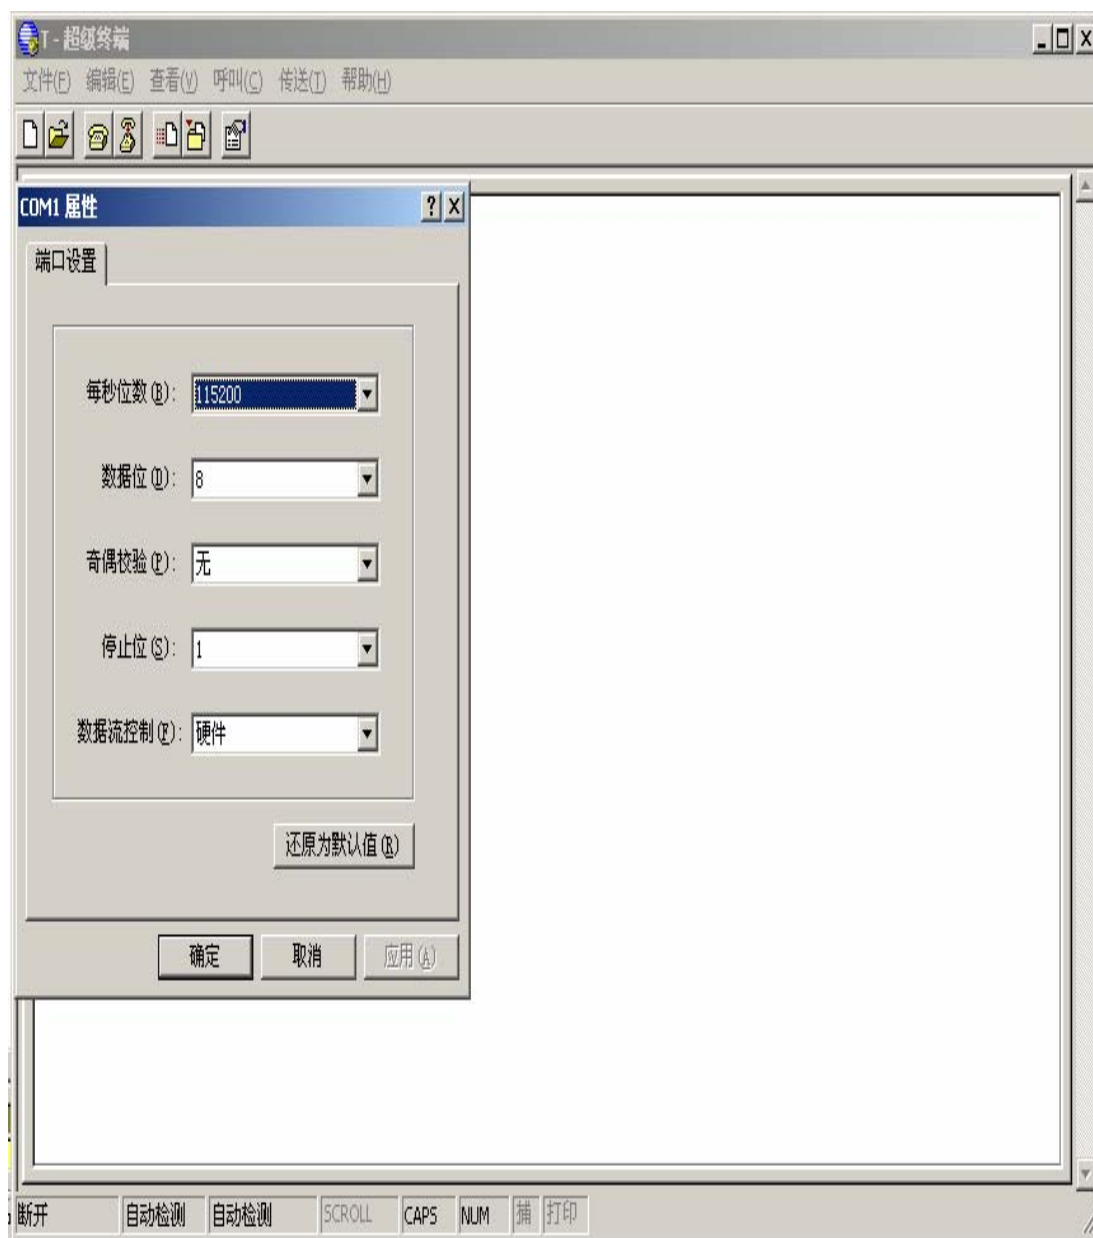 T - 超级终端
文件(F) 编辑(E) 查看(V) 呼叫(C) 传送(T) 帮助(H)
COM1 属性
端口设置
每秒位数(B): 115200
数据位(D): 8
奇偶校验(P): 无
停止位(S): 1
数据流控制(F): 硬件
还原为默认值(R)
确定 取消 应用(A)
断开 自动检测 自动检测 SCROLL CAPS NUM 捕 打印